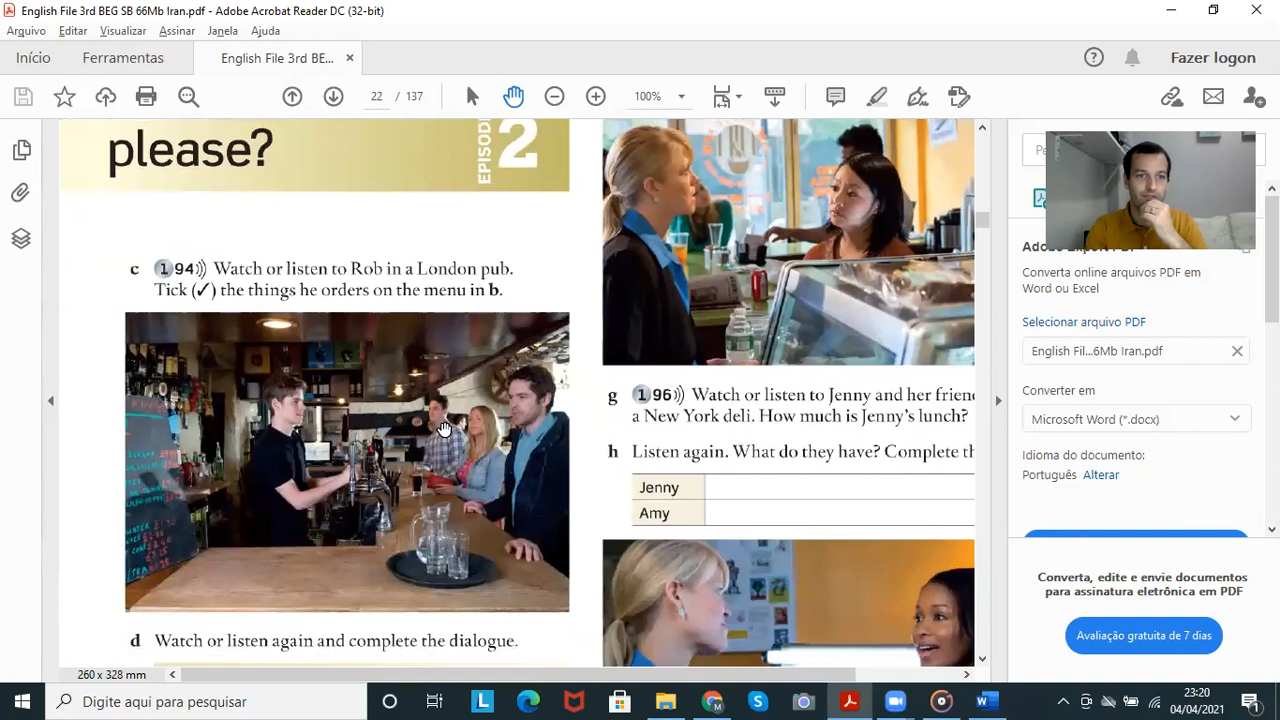 English File 3rd BEG SB 66Mb Iran.pdf - Adobe Acrobat Reader DC (32-bit)
Arquivo Editar Visualizar Assinar Janela Ajuda
Início Ferramentas English File 3rd BE... × Fazer logon
22 / 137 100%
please?
EPISODE 2
c 1 94 Watch or listen to Rob in a London pub.
Tick (✓) the things he orders on the menu in b.
d Watch or listen again and complete the dialogue.
g 1 96 Watch or listen to Jenny and her frien
a New York deli. How much is Jenny's lunch?
h Listen again. What do they have? Complete th
Jenny
Amy
260 x 328 mm
Converta online arquivos PDF em
Word ou Excel
Selecionar arquivo PDF
English Fil...6Mb Iran.pdf
Converter em
Microsoft Word (*.docx)
Idioma do documento:
Português Alterar
Converta, edite e envie documentos
para assinatura eletrônica em PDF
Avaliação gratuita de 7 dias
Digite aqui para pesquisar
23:20
04/04/2021